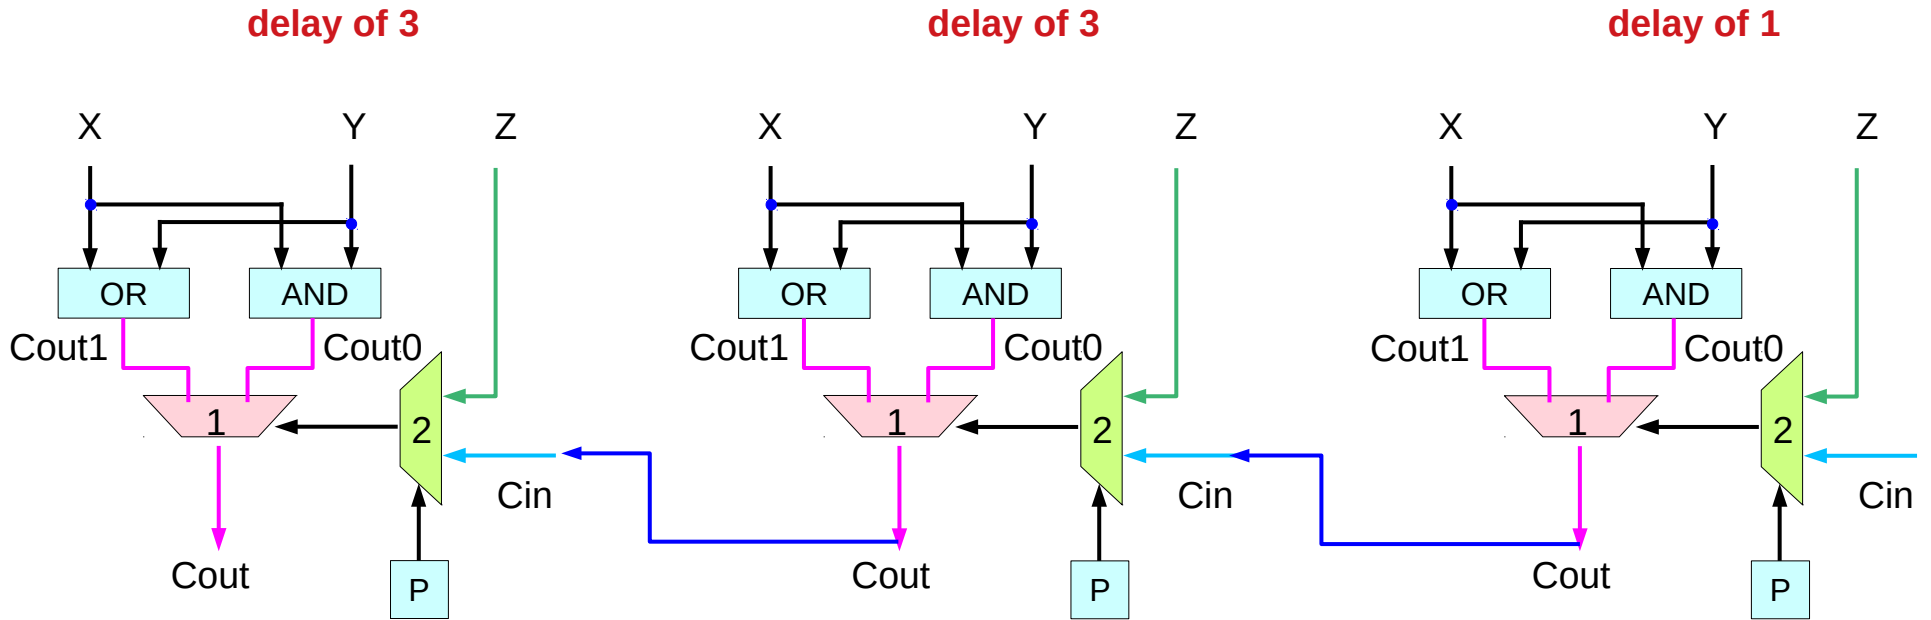 delay of 3
delay of 3
delay of 1
X Y Z
X Y Z
X Y Z
OR AND
OR AND
OR AND
Cout1 Cout0
Cout1 Cout0
Cout1 Cout0
1 2
1 2
1 2
Cin
Cin
Cin
Cout P
Cout P
Cout P